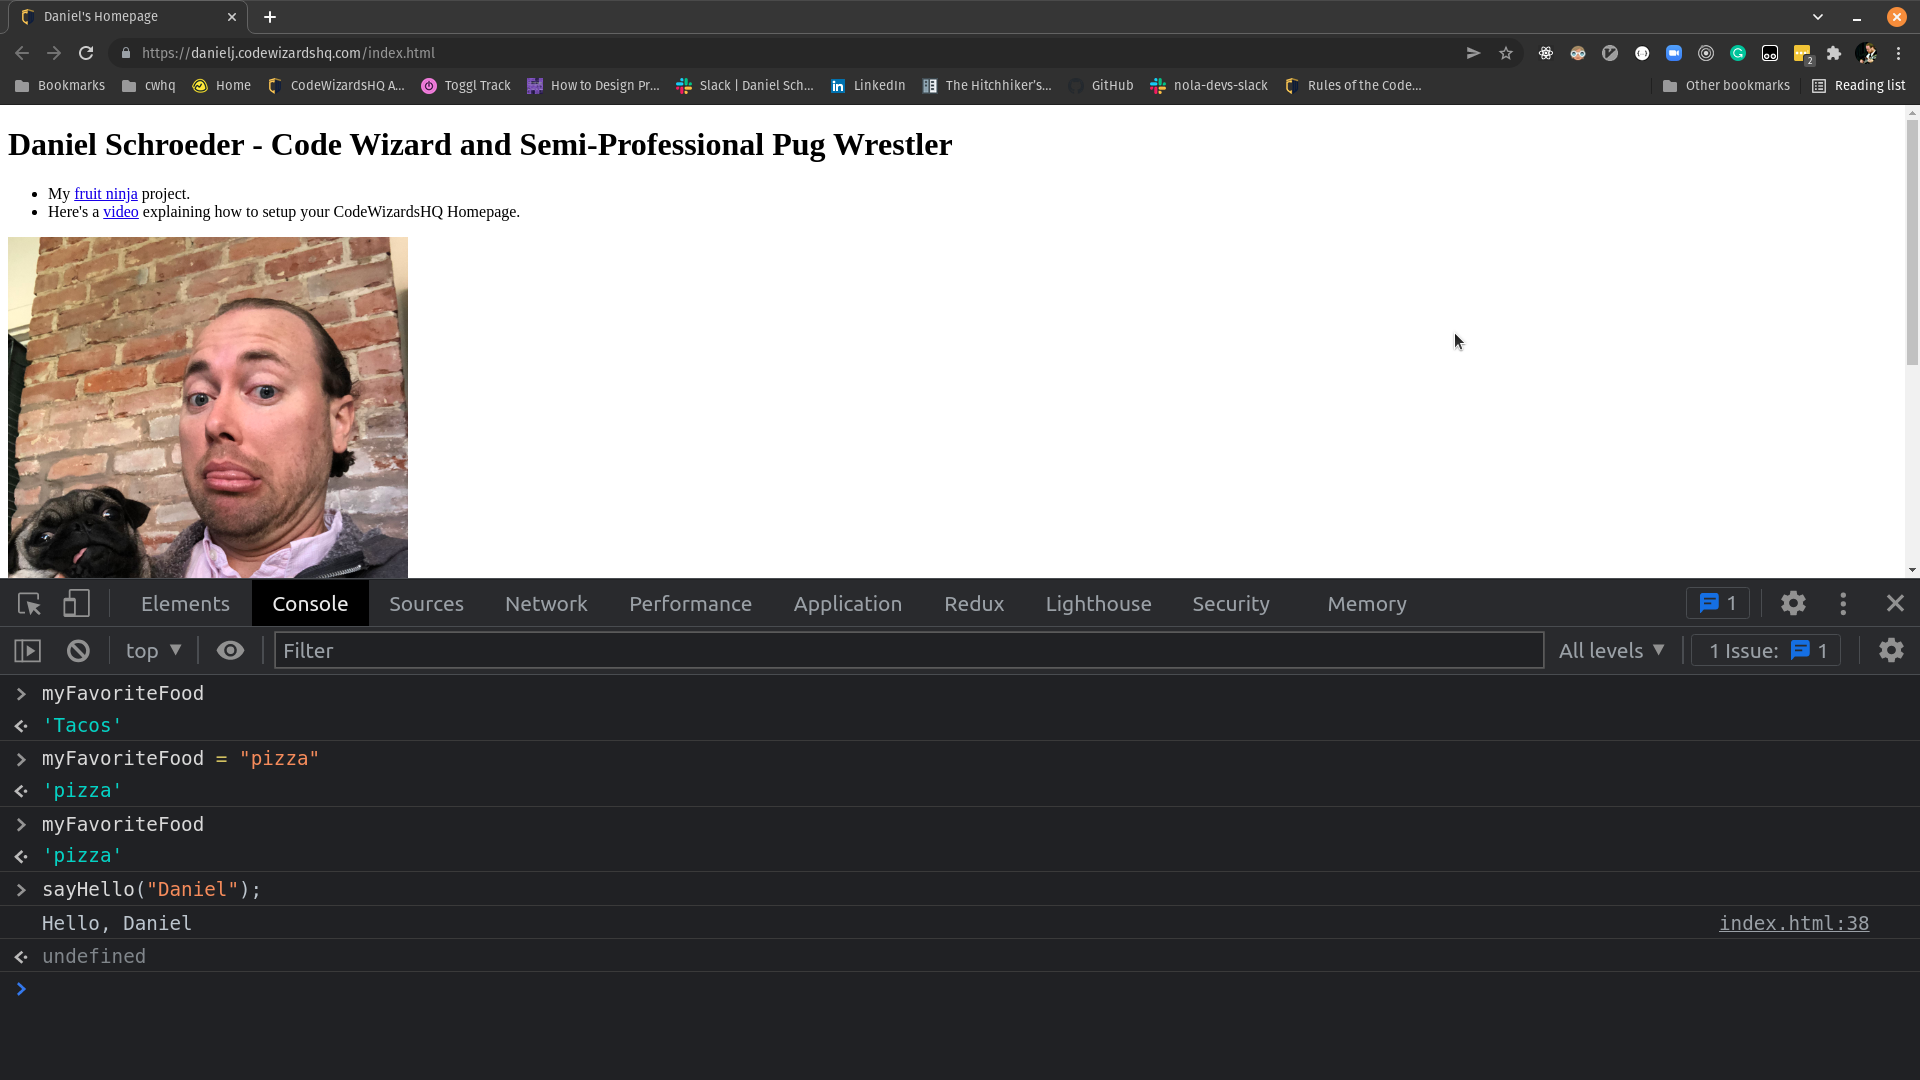 Daniel's Homepage
https://danielj.codewizardshq.com/index.html
2
Bookmarks cwhq Home CodeWizardsHQ A... Toggl Track How to Design Pr... Slack | Daniel Sch... LinkedIn The Hitchhiker's... GitHub nola-devs-slack Rules of the Code... Other bookmarks Reading list
Daniel Schroeder - Code Wizard and Semi-Professional Pug Wrestler
• My fruit ninja project.
• Here's a video explaining how to setup your CodeWizardsHQ Homepage.
Elements Console Sources Network Performance Application Redux Lighthouse Security Memory 1
top ▼ Filter All levels ▼ 1 Issue: 1
> myFavoriteFood
'Tacos'
> myFavoriteFood = "pizza"
'pizza'
> myFavoriteFood
'pizza'
> sayHello("Daniel");
Hello, Daniel index.html:38
undefined
>